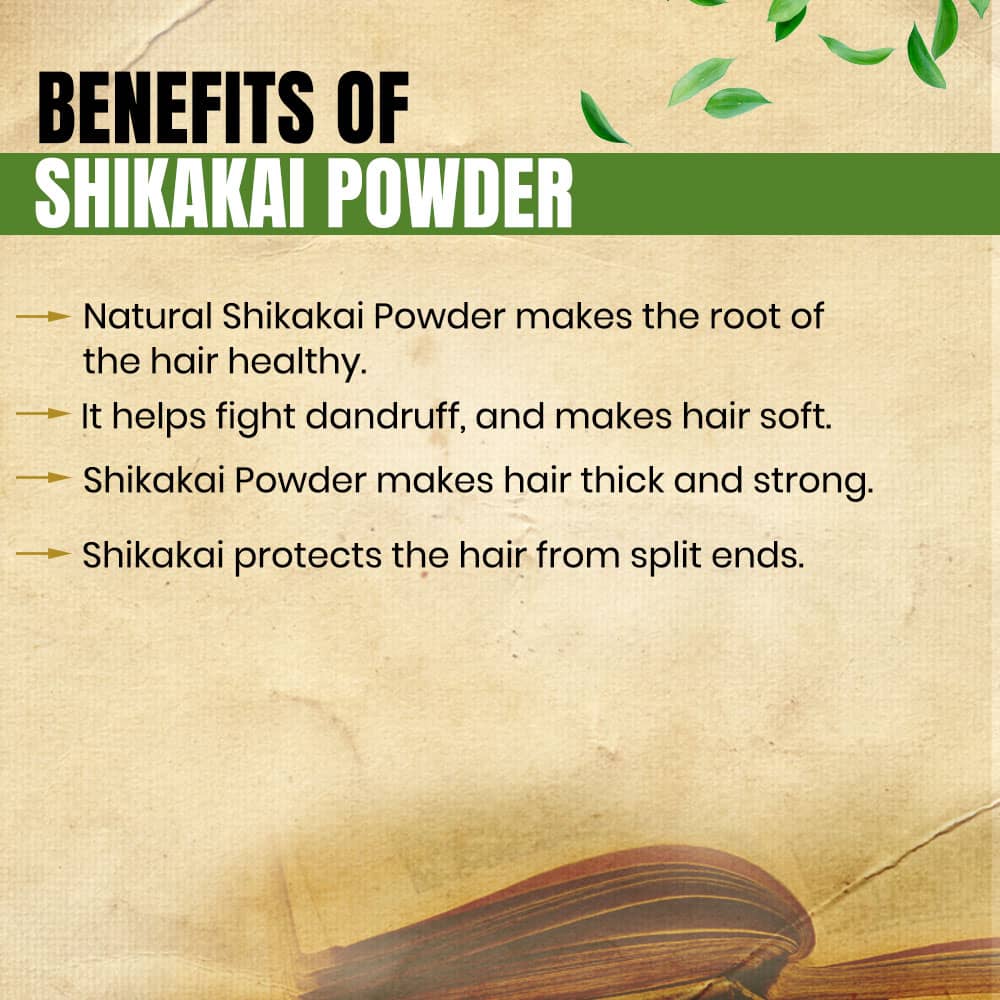 BENEFITS OF
SHIKAKAI POWDER
Natural Shikakai Powder makes the root of
the hair healthy.
It helps fight dandruff, and makes hair soft.
Shikakai Powder makes hair thick and strong.
Shikakai protects the hair from split ends.